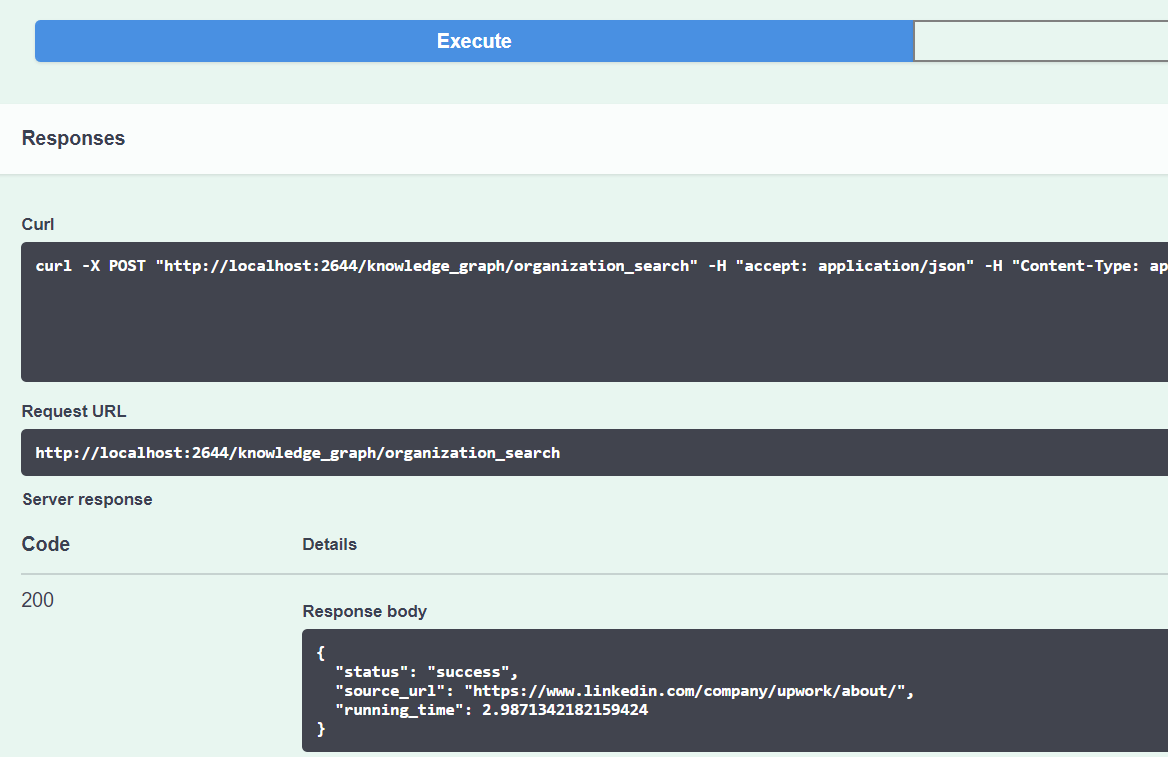 Execute
Responses
Curl
curl -X POST "http://localhost:2644/knowledge_graph/organization_search" -H "accept: application/json" -H "Content-Type: ap
Request URL
http://localhost:2644/knowledge_graph/organization_search
Server response
Code Details
200
Response body
{
  "status": "success",
  "source_url": "https://www.linkedin.com/company/upwork/about/",
  "running_time": 2.9871342182159424
}